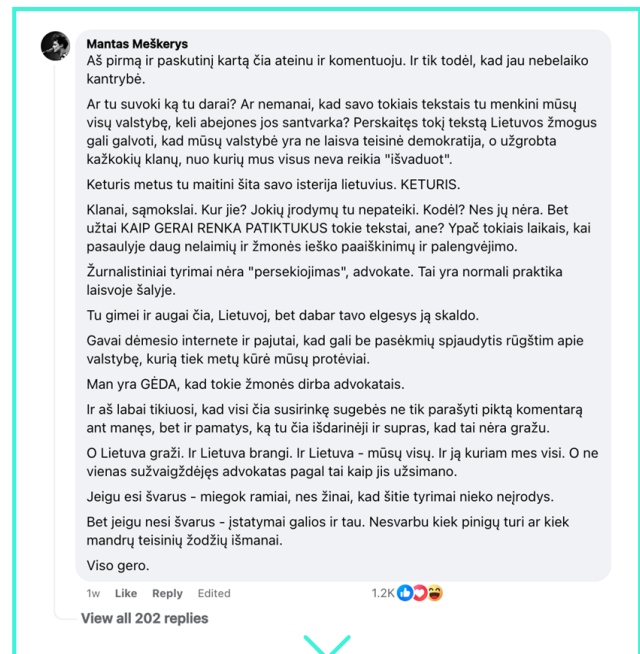 Mantas Meškerys
Aš pirmą ir paskutinį kartą čia ateinu ir komentuoju. Ir tik todėl, kad jau nebelaiko
kantrybė.
Ar tu suvoki ką tu darai? Ar nemanai, kad savo tokiais tekstais tu menkini mūsų
visų valstybę, keli abejones jos santvarka? Perskaitęs tokį tekstą Lietuvos žmogus
gali galvoti, kad mūsų valstybė yra ne laisva teisinė demokratija, o užgrobta
kažkokių klanų, nuo kurių mus visus neva reikia "išvaduot".
Keturis metus tu maitini šita savo isterija lietuvius. KETURIS.
Klanai, sąmokslai. Kur jie? Jokių įrodymų tu nepateiki. Kodėl? Nes jų nėra. Bet
užtai KAIP GERAI RENKA PATIKTUKUS tokie tekstai, ane? Ypač tokiais laikais, kai
pasaulyje daug nelaimių ir žmonės ieško paaiškinimų ir palengvėjimo.
Žurnalistiniai tyrimai nėra "persekiojimas", advokate. Tai yra normali praktika
laisvoje šalyje.
Tu gimei ir augai čia, Lietuvoj, bet dabar tavo elgesys ją skaldo.
Gavai dėmesio internete ir pajutai, kad gali be pasėkmių spjaudytis rūgštim apie
valstybę, kurią tiek metų kūrė mūsų protėviai.
Man yra GĖDA, kad tokie žmonės dirba advokatais.
Ir aš labai tikiuosi, kad visi čia susirinkę sugebės ne tik parašyti piktą komentarą
ant manęs, bet ir pamatys, ką tu čia išdarinėji ir supras, kad tai nėra gražu.
O Lietuva graži. Ir Lietuva brangi. Ir Lietuva - mūsų visų. Ir ją kuriam mes visi. O ne
vienas sužvaigždėjęs advokatas pagal tai kaip jis užsimano.
Jeigu esi švarus - miegok ramiai, nes žinai, kad šitie tyrimai nieko neįrodys.
Bet jeigu nesi švarus - įstatymai galios ir tau. Nesvarbu kiek pinigų turi ar kiek
mandrų teisinių žodžių išmanai.
Viso gero.
1w Like Reply Edited 1.2K
View all 202 replies